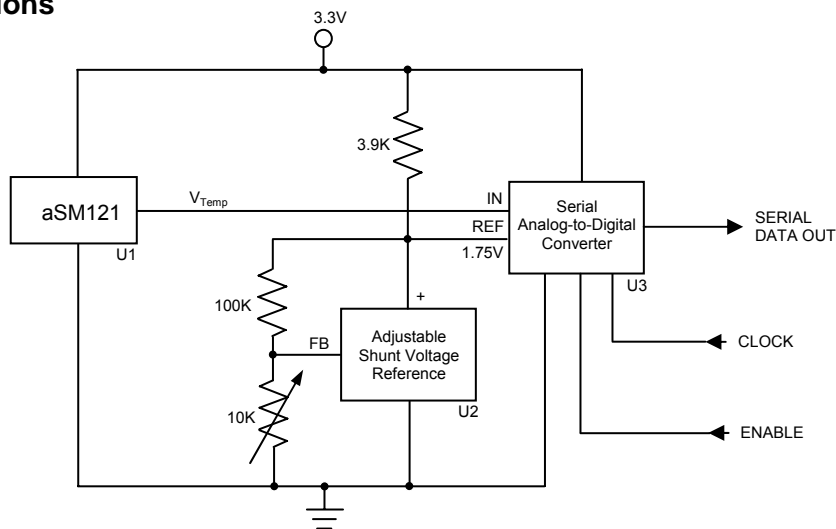 ions
3.3V
3.9K
aSM121
U1
V_Temp
IN
REF
1.75V
Serial
Analog-to-Digital
Converter
U3
SERIAL
DATA OUT
100K
+
FB
Adjustable
Shunt Voltage
Reference
U2
CLOCK
10K
ENABLE